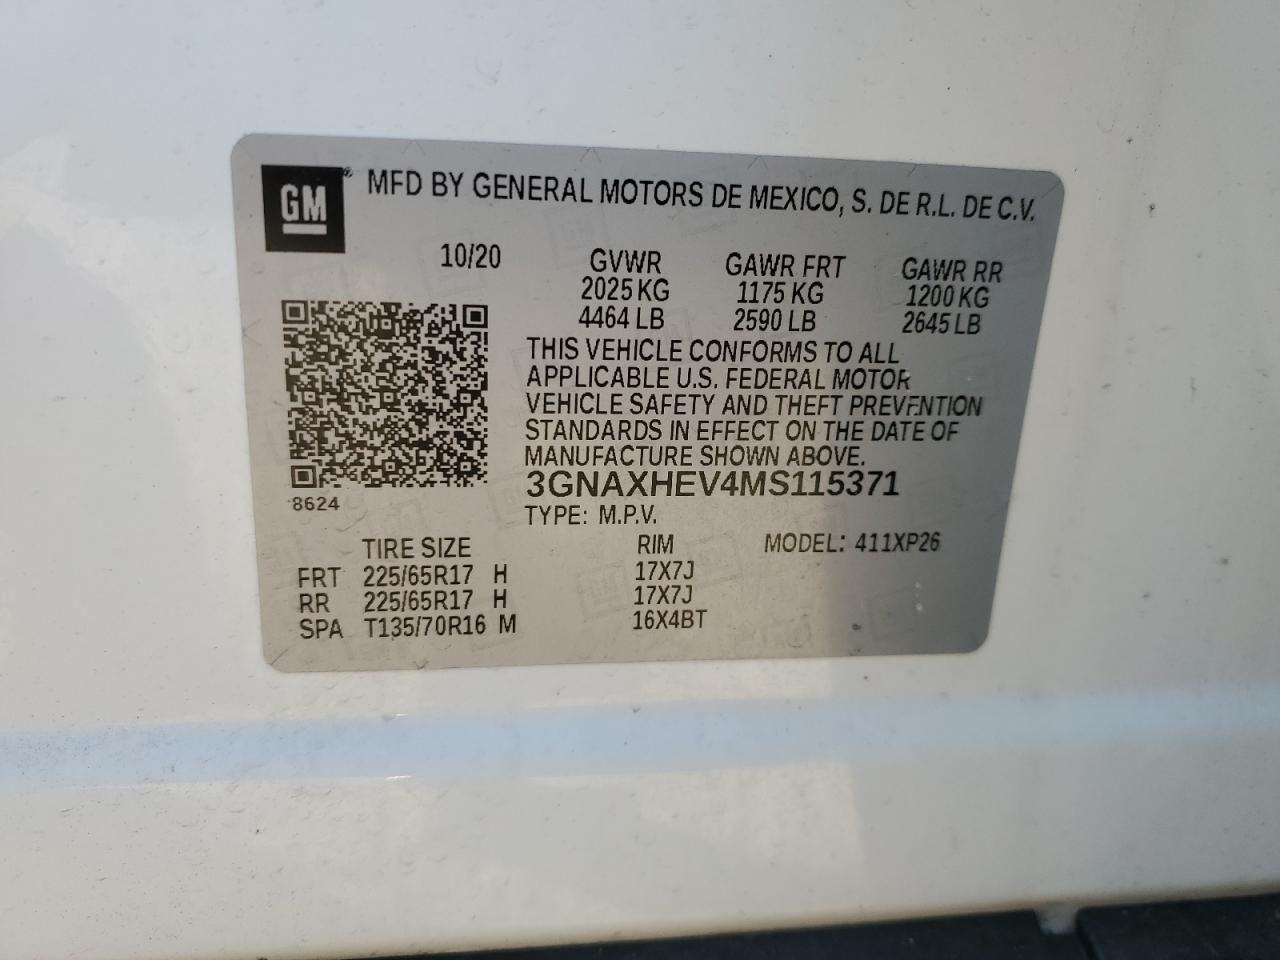 GM® MFD BY GENERAL MOTORS DE MEXICO, S. DE R.L. DE C.V.
10/20 GVWR GAWR FRT GAWR RR
2025 KG 1175 KG 1200 KG
4464 LB 2590 LB 2645 LB
THIS VEHICLE CONFORMS TO ALL
APPLICABLE U.S. FEDERAL MOTOR
VEHICLE SAFETY AND THEFT PREVENTION
STANDARDS IN EFFECT ON THE DATE OF
MANUFACTURE SHOWN ABOVE.
3GNAXHEV4MS115371
8624
TYPE: M.P.V.
TIRE SIZE RIM MODEL: 411XP26
FRT 225/65R17 H 17X7J
RR 225/65R17 H 17X7J
SPA T135/70R16 M 16X4BT